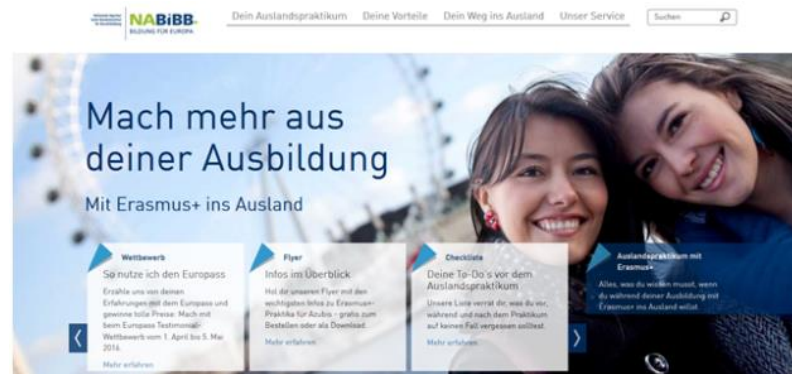 NABiBB
BILDUNG FÜR EUROPA
Dein Auslandspraktikum Deine Vorteile Dein Weg ins Ausland Unser Service Suchen
Mach mehr aus
deiner Ausbildung
Mit Erasmus+ ins Ausland
Wettbewerb
So nutze ich den Europass
Erzähle uns von deinen
Erfahrungen mit dem Europass und
gewinne tolle Preise: Mach mit
beim Europass Testimonial-
Wettbewerb vom 1. April bis 5. Mai
2016.
Mehr erfahren
Flyer
Infos im Überblick
Hol dir unseren Flyer mit den
wichtigsten Infos zu Erasmus+-
Praktika für Azubis - gratis zum
Bestellen oder als Download.
Mehr erfahren
Checkliste
Deine To-Do's vor dem
Auslandspraktikum
Unsere Liste verrät dir, was du vor,
während und nach dem Praktikum
auf keinen Fall vergessen solltest.
Mehr erfahren
Auslandspraktikum mit
Erasmus+
Alles, was du wissen musst, wenn
du während deiner Ausbildung mit
Erasmus+ ins Ausland willst